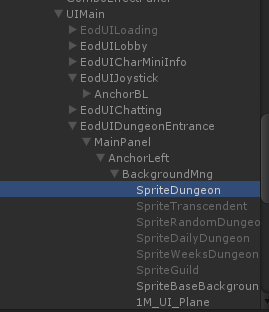 UIMain
EodUILoading
EodUILobby
EodUICharMiniInfo
EodUIJoystick
AnchorBL
EodUIChatting
EodUIDungeonEntrance
MainPanel
AnchorLeft
BackgroundMng
SpriteDungeon
SpriteTranscendent
SpriteRandomDungeo
SpriteDailyDungeon
SpriteWeeksDungeon
SpriteGuild
SpriteBaseBackgroun
1M_UI_Plane